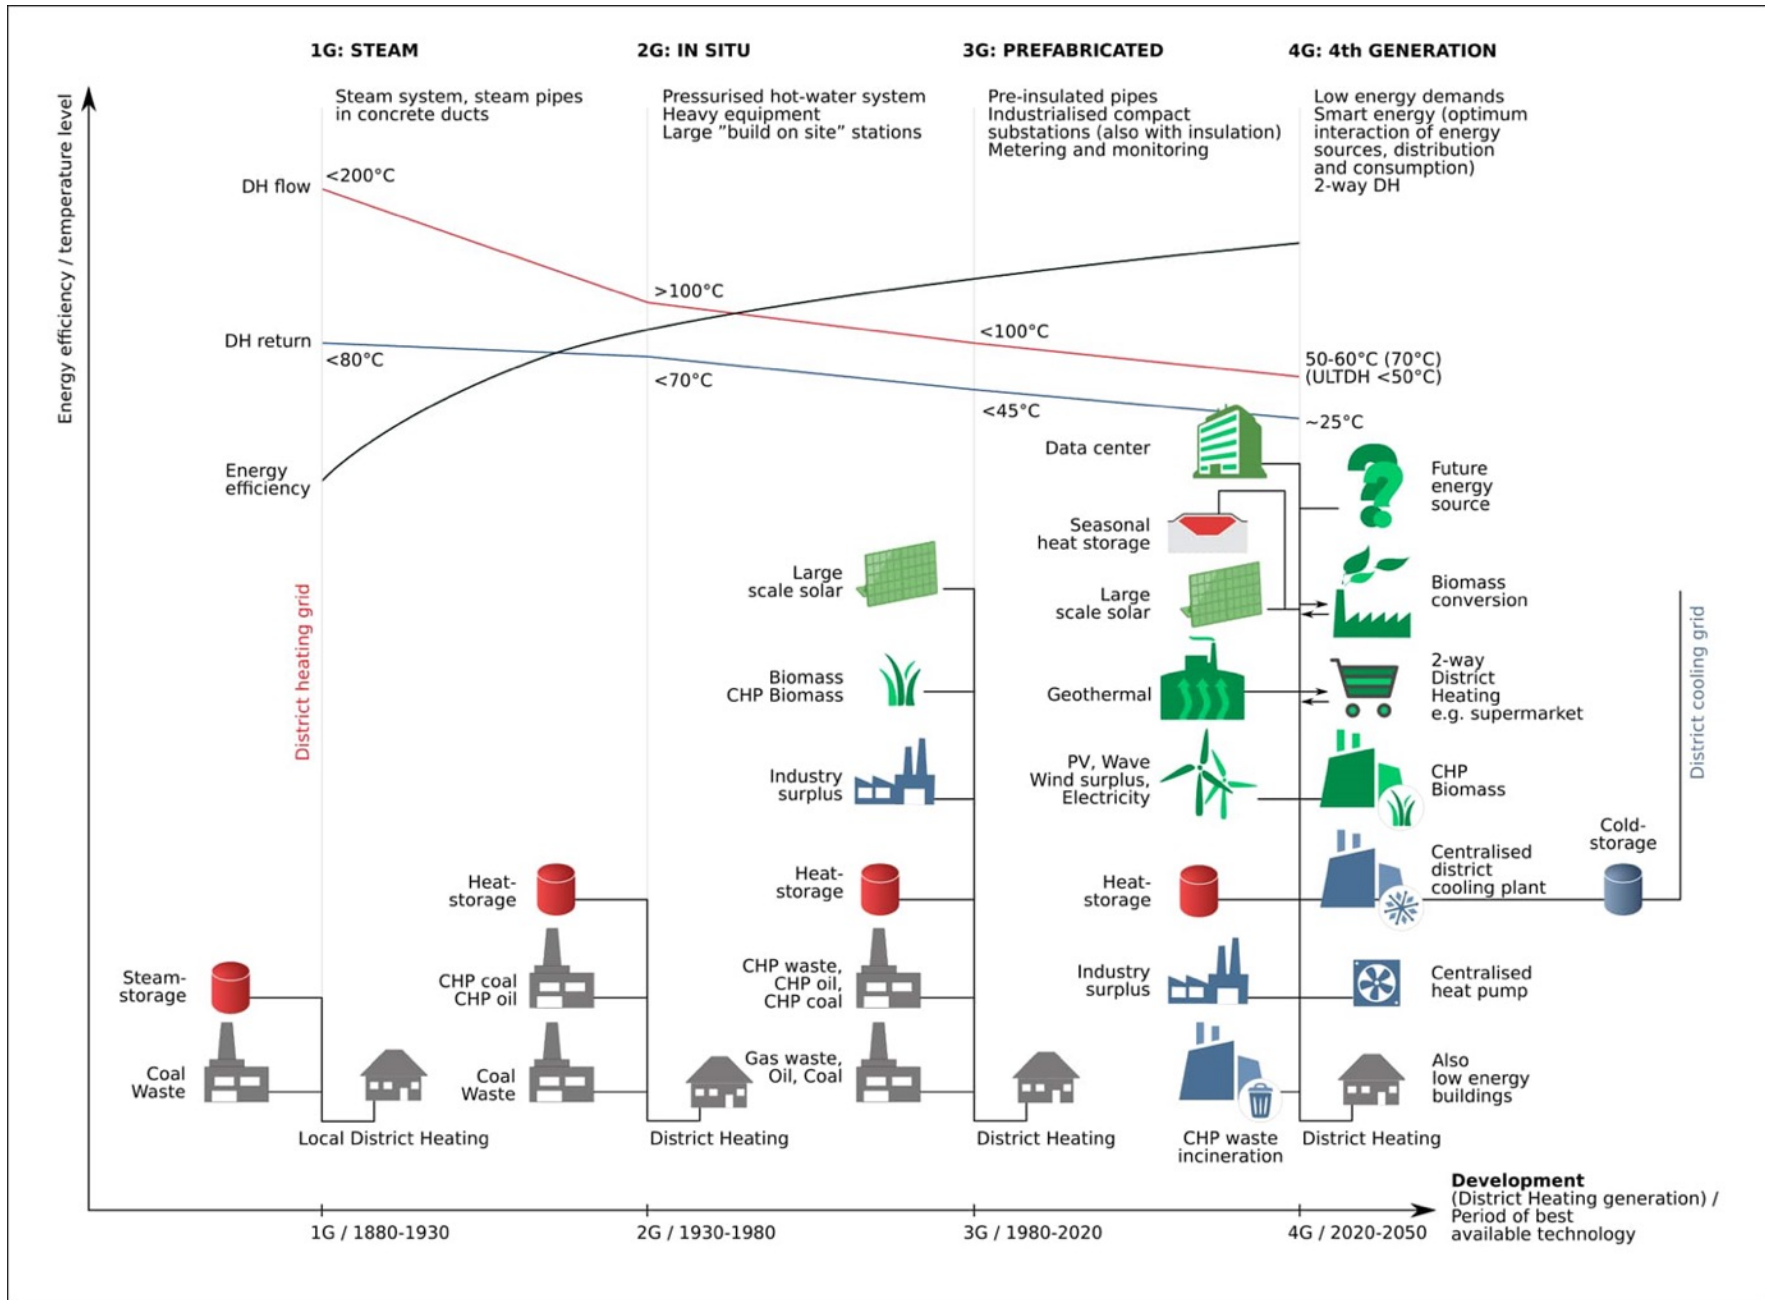 1G: STEAM
2G: IN SITU
3G: PREFABRICATED
4G: 4th GENERATION
Steam system, steam pipes
in concrete ducts
Pressurised hot-water system
Heavy equipment
Large ”build on site” stations
Pre-insulated pipes
Industrialised compact
substations (also with insulation)
Metering and monitoring
Low energy demands
Smart energy (optimum
interaction of energy
sources, distribution
and consumption)
2-way DH
Energy efficiency / temperature level
DH flow
<200°C
>100°C
<100°C
50-60°C (70°C)
(ULTDH <50°C)
DH return
<80°C
<70°C
<45°C
~25°C
Energy
efficiency
District heating grid
Steam-
storage
Coal
Waste
Local District Heating
Heat-
storage
CHP coal
CHP oil
Coal
Waste
District Heating
Large
scale solar
Biomass
CHP Biomass
Industry
surplus
Heat-
storage
CHP waste,
CHP oil,
CHP coal
Gas waste,
Oil, Coal
District Heating
Data center
Seasonal
heat storage
Large
scale solar
Geothermal
PV, Wave
Wind surplus,
Electricity
Heat-
storage
Industry
surplus
CHP waste
incineration
Future
energy
source
Biomass
conversion
2-way
District
Heating
e.g. supermarket
CHP
Biomass
Centralised
district
cooling plant
Cold-
storage
Centralised
heat pump
Also
low energy
buildings
District Heating
District cooling grid
Development
(District Heating generation) /
Period of best
available technology
1G / 1880-1930
2G / 1930-1980
3G / 1980-2020
4G / 2020-2050